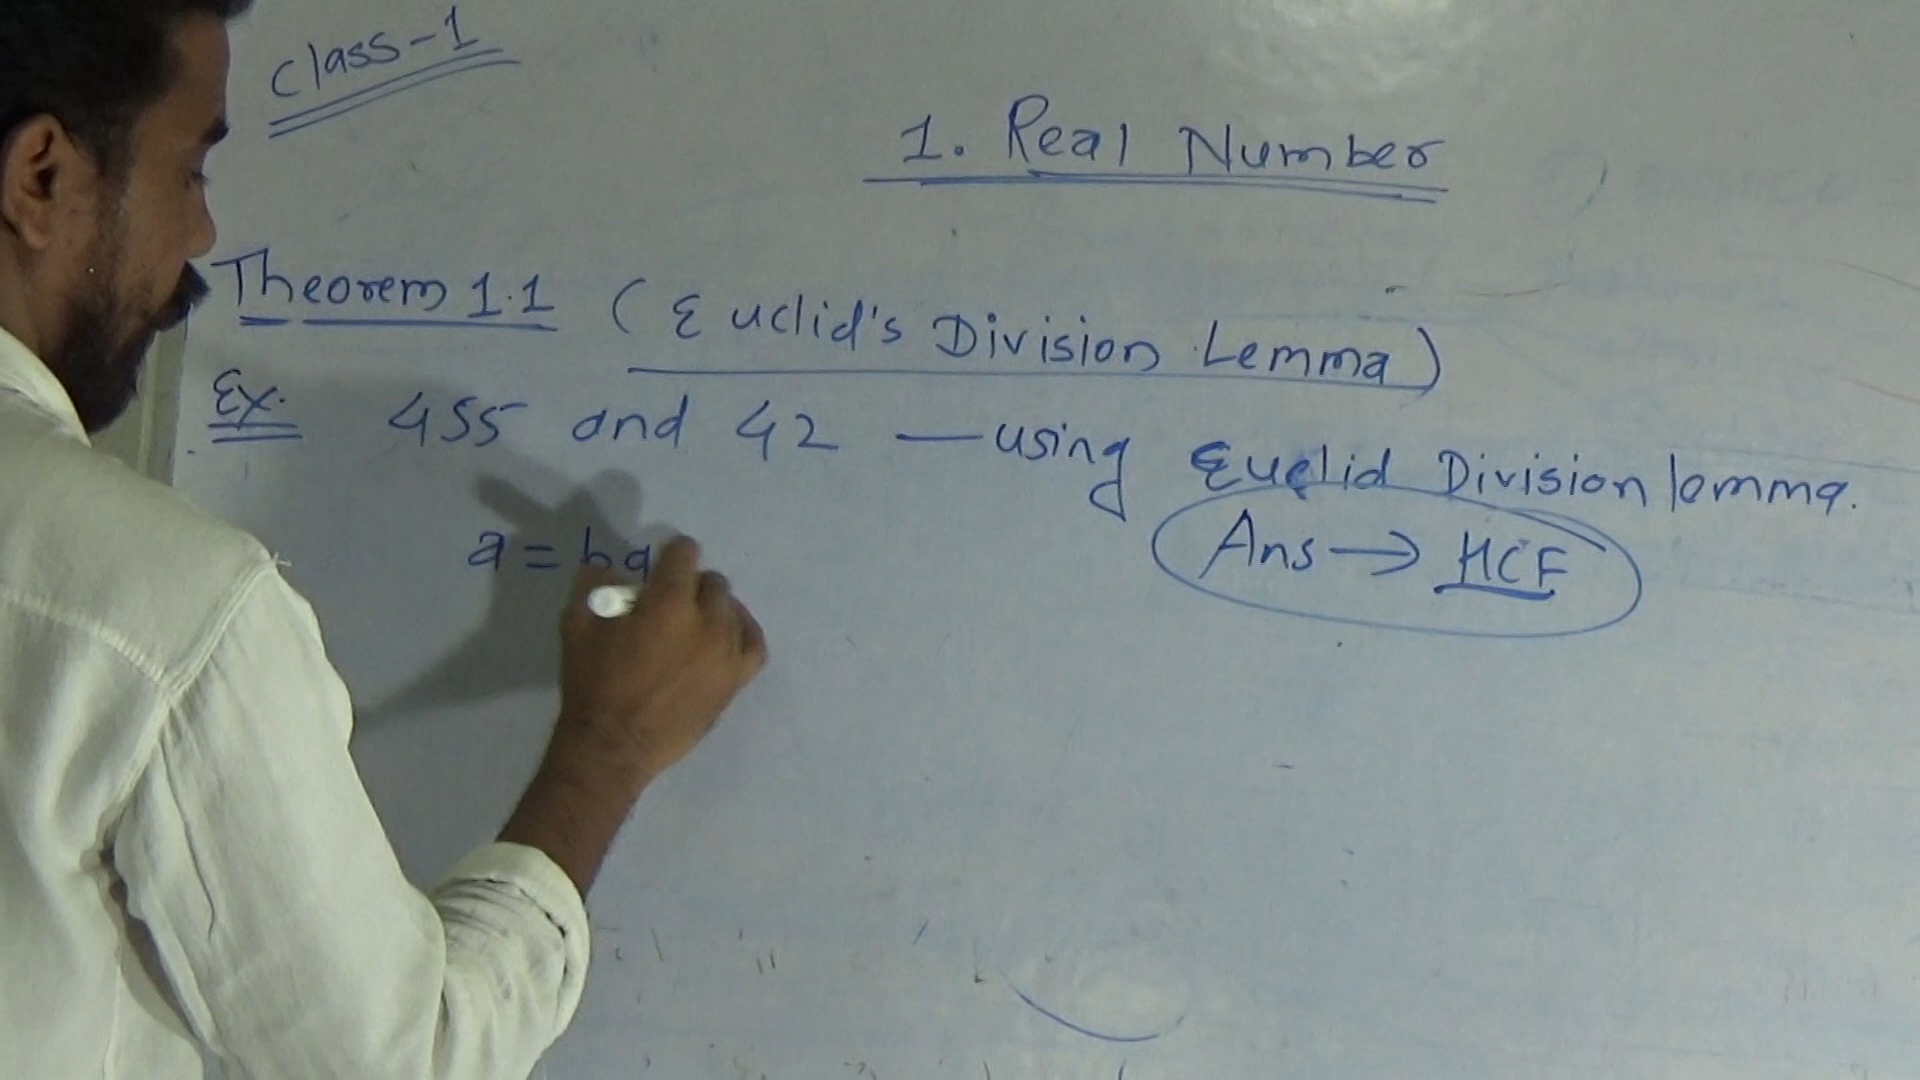 Class-1
1. Real Number
Theorem 1.1 (Euclid's Division Lemma)
Ex. 455 and 42 — using Euclid Division lemma.
a = bq
Ans → HCF